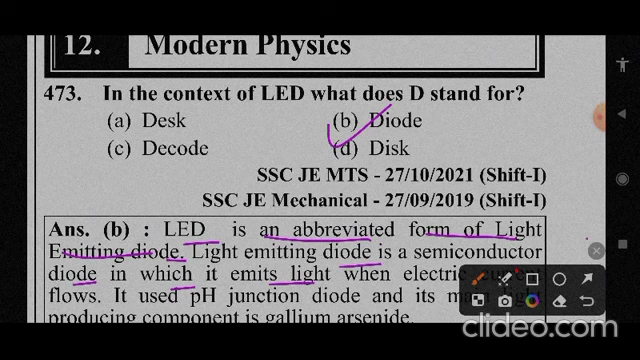 12. Modern Physics
473. In the context of LED what does D stand for?
(a) Desk (b) Diode
(c) Decode (d) Disk
SSC JE MTS - 27/10/2021 (Shift-I)
SSC JE Mechanical - 27/09/2019 (Shift-I)
Ans. (b) : LED is an abbreviated form of Light
Emitting diode. Light emitting diode is a semiconductor
diode in which it emits light when electric
flows. It used pH junction diode and its
producing component is gallium arsenide.
clideo.com